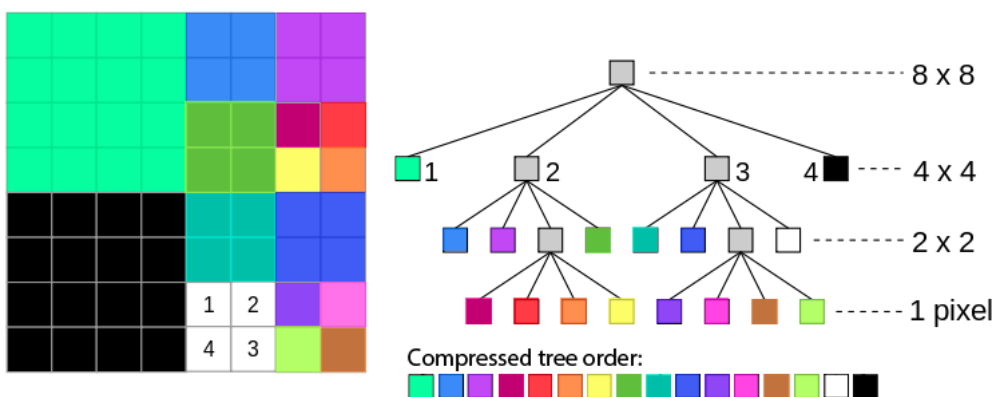 8 x 8
1
2
3
4
4 x 4
2 x 2
1 2
4 3
1 pixel
Compressed tree order: